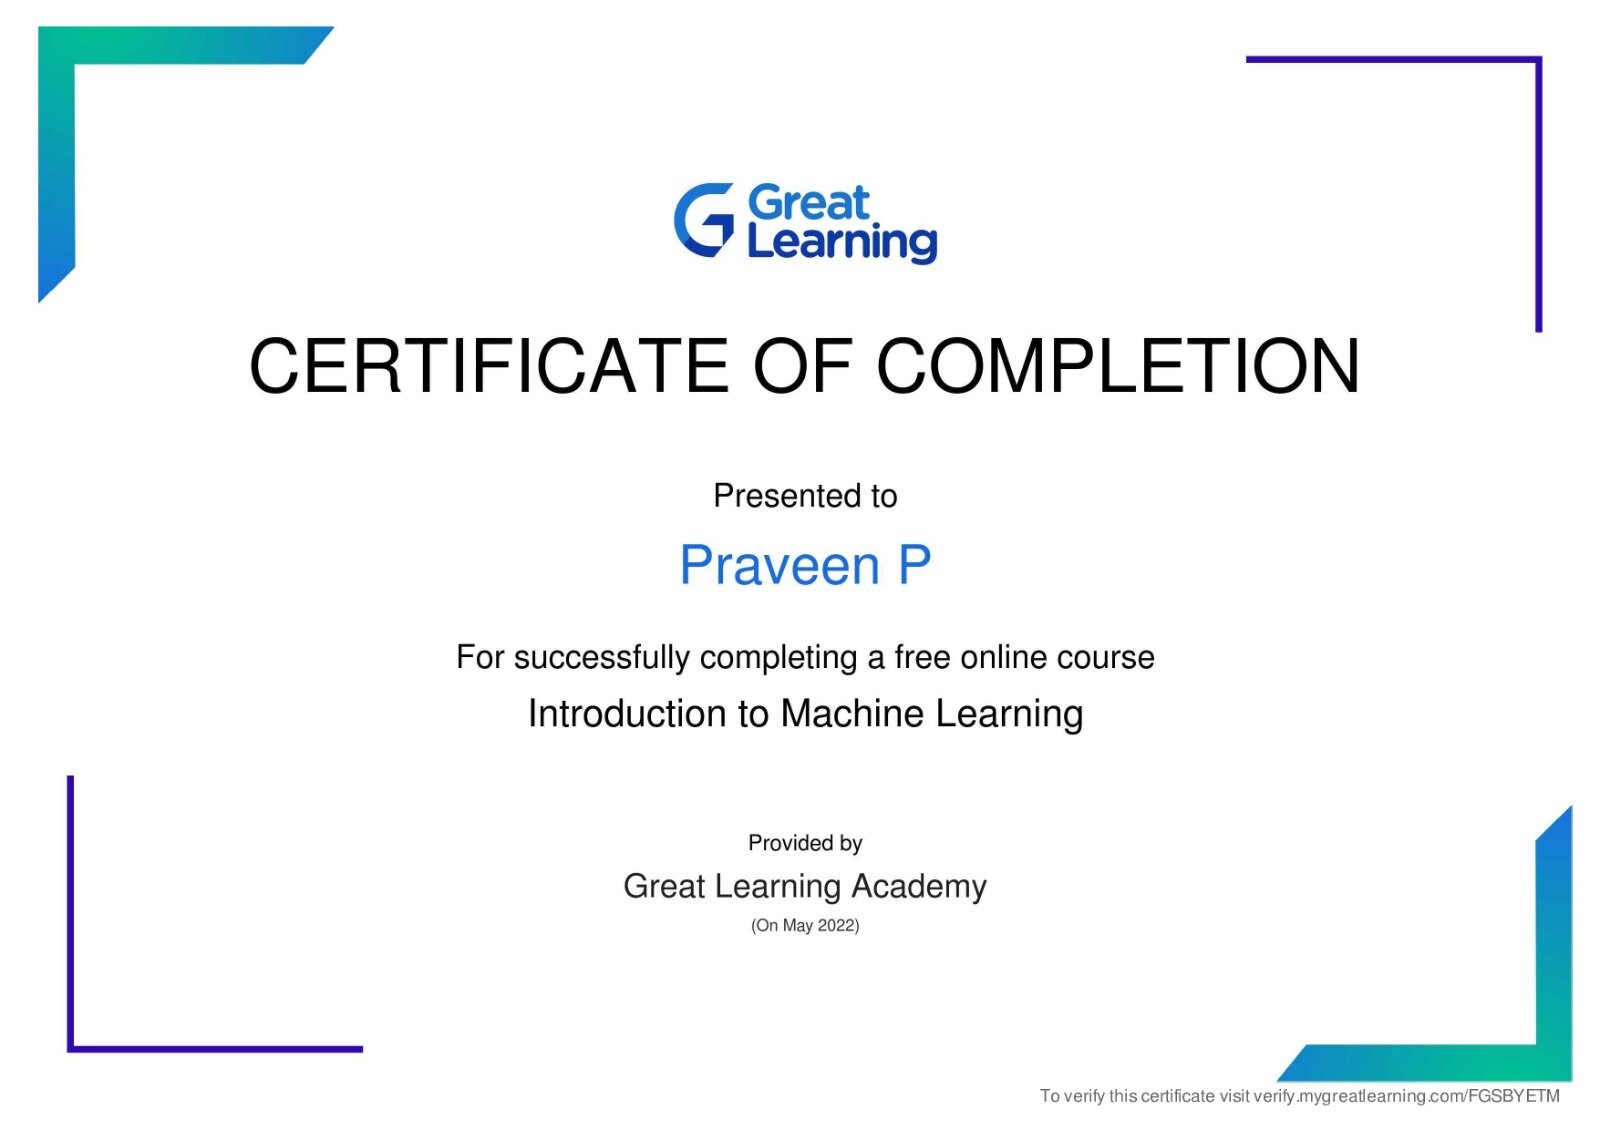 Great
Learning
CERTIFICATE OF COMPLETION
Presented to
Praveen P
For successfully completing a free online course
Introduction to Machine Learning
Provided by
Great Learning Academy
(On May 2022)
To verify this certificate visit verify.mygreatlearning.com/FGSBYETM